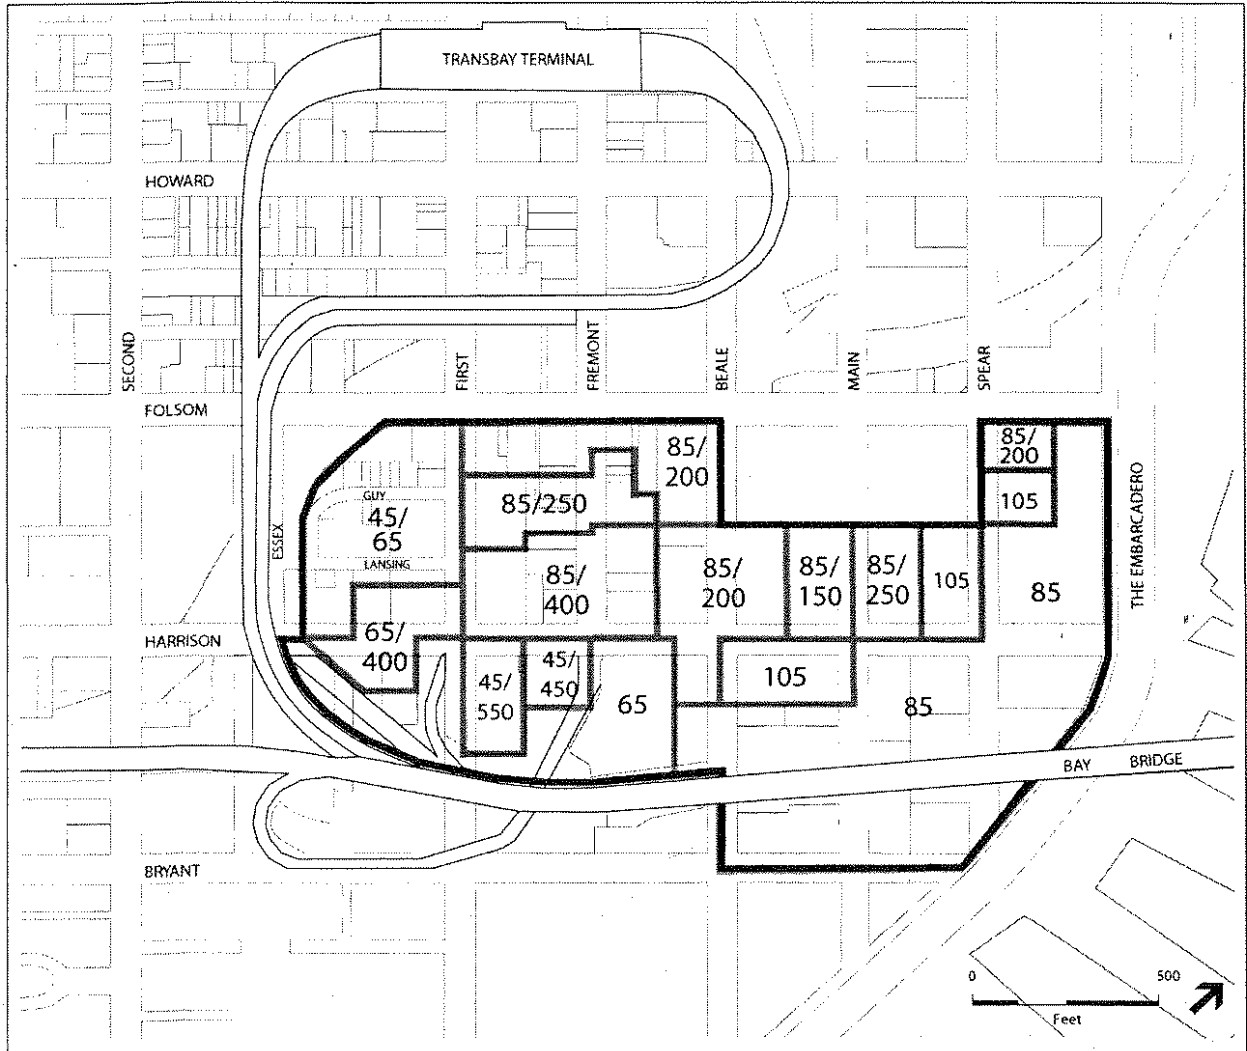 TRANSBAY TERMINAL
HOWARD
SECOND
FIRST
FREMONT
BEALE
MAIN
SPEAR
FOLSOM
85/
200
85/
200
105
GUY
45/
65
85/250
ESSEX
LANSING
85/
400
85/
200
85/
150
85/
250
105
85
THE EMBARCADERO
HARRISON
65/
400
45/
550
45/
450
65
105
85
BAY BRIDGE
BRYANT
0 500
Feet